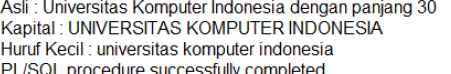 Asli : Universitas Komputer Indonesia dengan panjang 30
Kapital : UNIVERSITAS KOMPUTER INDONESIA
Huruf Kecil : universitas komputer indonesia
PL/SQL procedure successfully completed